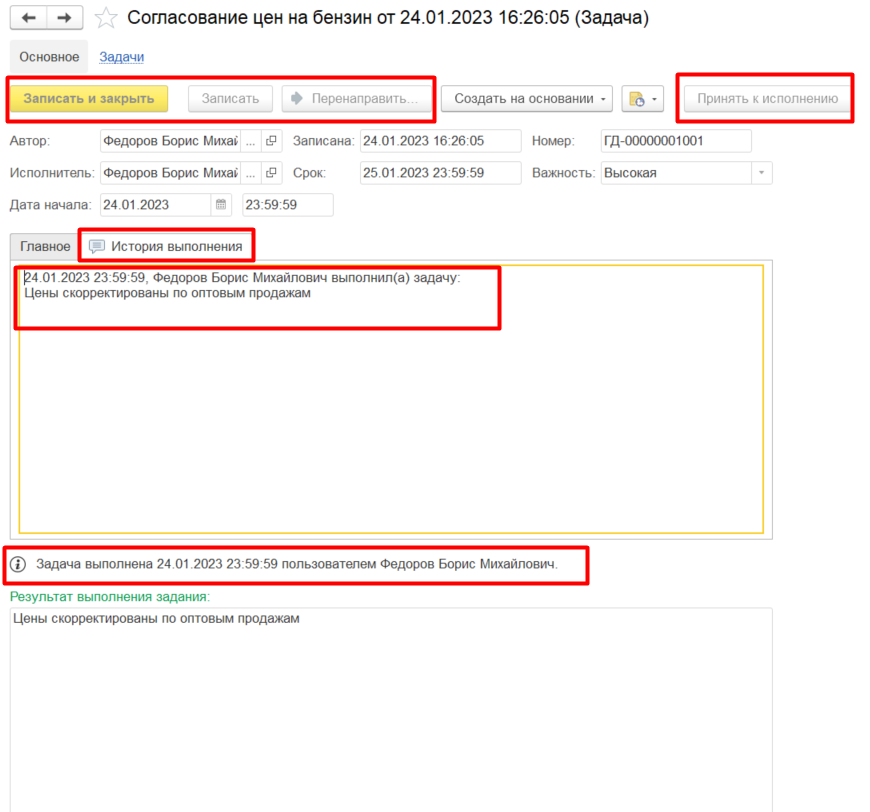 Согласование цен на бензин от 24.01.2023 16:26:05 (Задача)
Основное Задачи
Записать и закрыть Записать Перенаправить... Создать на основании Принять к исполнению
Автор: Федоров Борис Михай ... Записана: 24.01.2023 16:26:05 Номер: ГД-00000001001
Исполнитель: Федоров Борис Михай ... Срок: 25.01.2023 23:59:59 Важность: Высокая
Дата начала: 24.01.2023 23:59:59
Главное История выполнения
24.01.2023 23:59:59, Федоров Борис Михайлович выполнил(а) задачу:
Цены скорректированы по оптовым продажам
Задача выполнена 24.01.2023 23:59:59 пользователем Федоров Борис Михайлович.
Результат выполнения задания:
Цены скорректированы по оптовым продажам